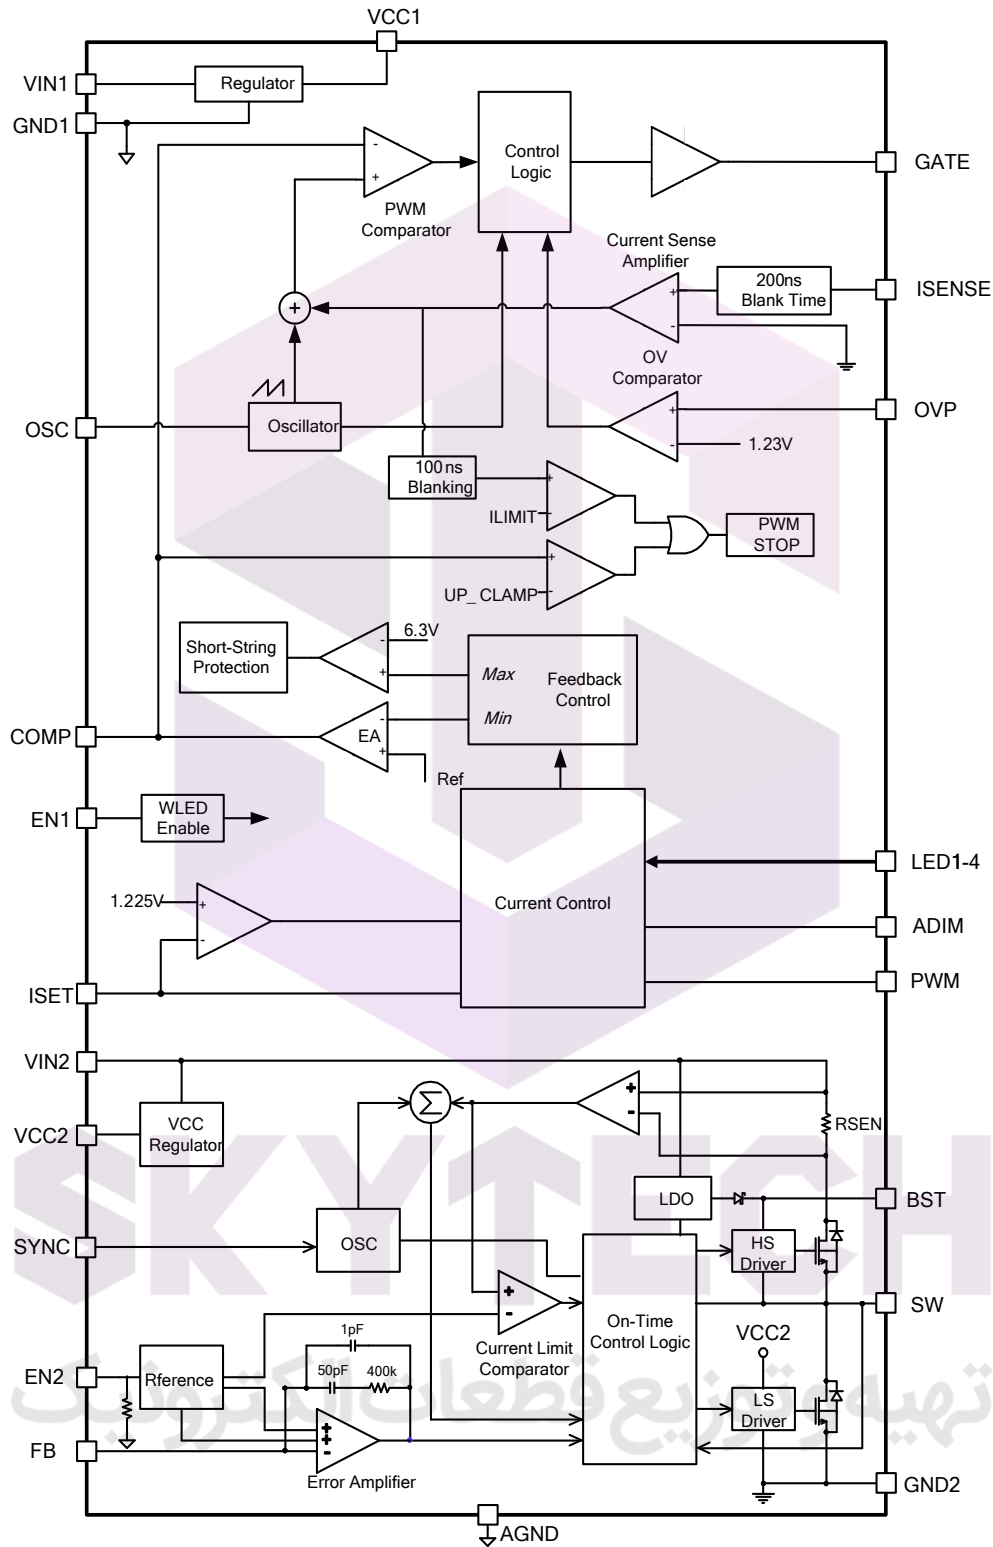 VCC1
VIN1
Regulator
GND1
-
+
PWM
Comparator
Control
Logic
GATE
Current Sense
Amplifier
+
-
200ns
Blank Time
ISENSE
+
OV
Comparator
OVP
+
-
1.23V
OSC
Oscillator
100ns
Blanking
+
-
ILIMIT
PWM
STOP
+
-
UP_CLAMP
Short-String
Protection
-
+
6.3V
Max
Min
Feedback
Control
COMP
EA
-
+
Ref
EN1
WLED
Enable
LED1-4
1.225V
+
-
Current Control
ADIM
PWM
ISET
VIN2
VCC2
VCC
Regulator
Σ
+
-
RSEN
LDO
BST
SYNC
OSC
HS
Driver
+
-
Current Limit
Comparator
On-Time
Control Logic
SW
VCC2
1pF
50pF
400k
EN2
Rference
LS
Driver
FB
+
+
-
Error Amplifier
GND2
AGND
SKYTECH
تهیه و توزیع قطعات الکترونیک